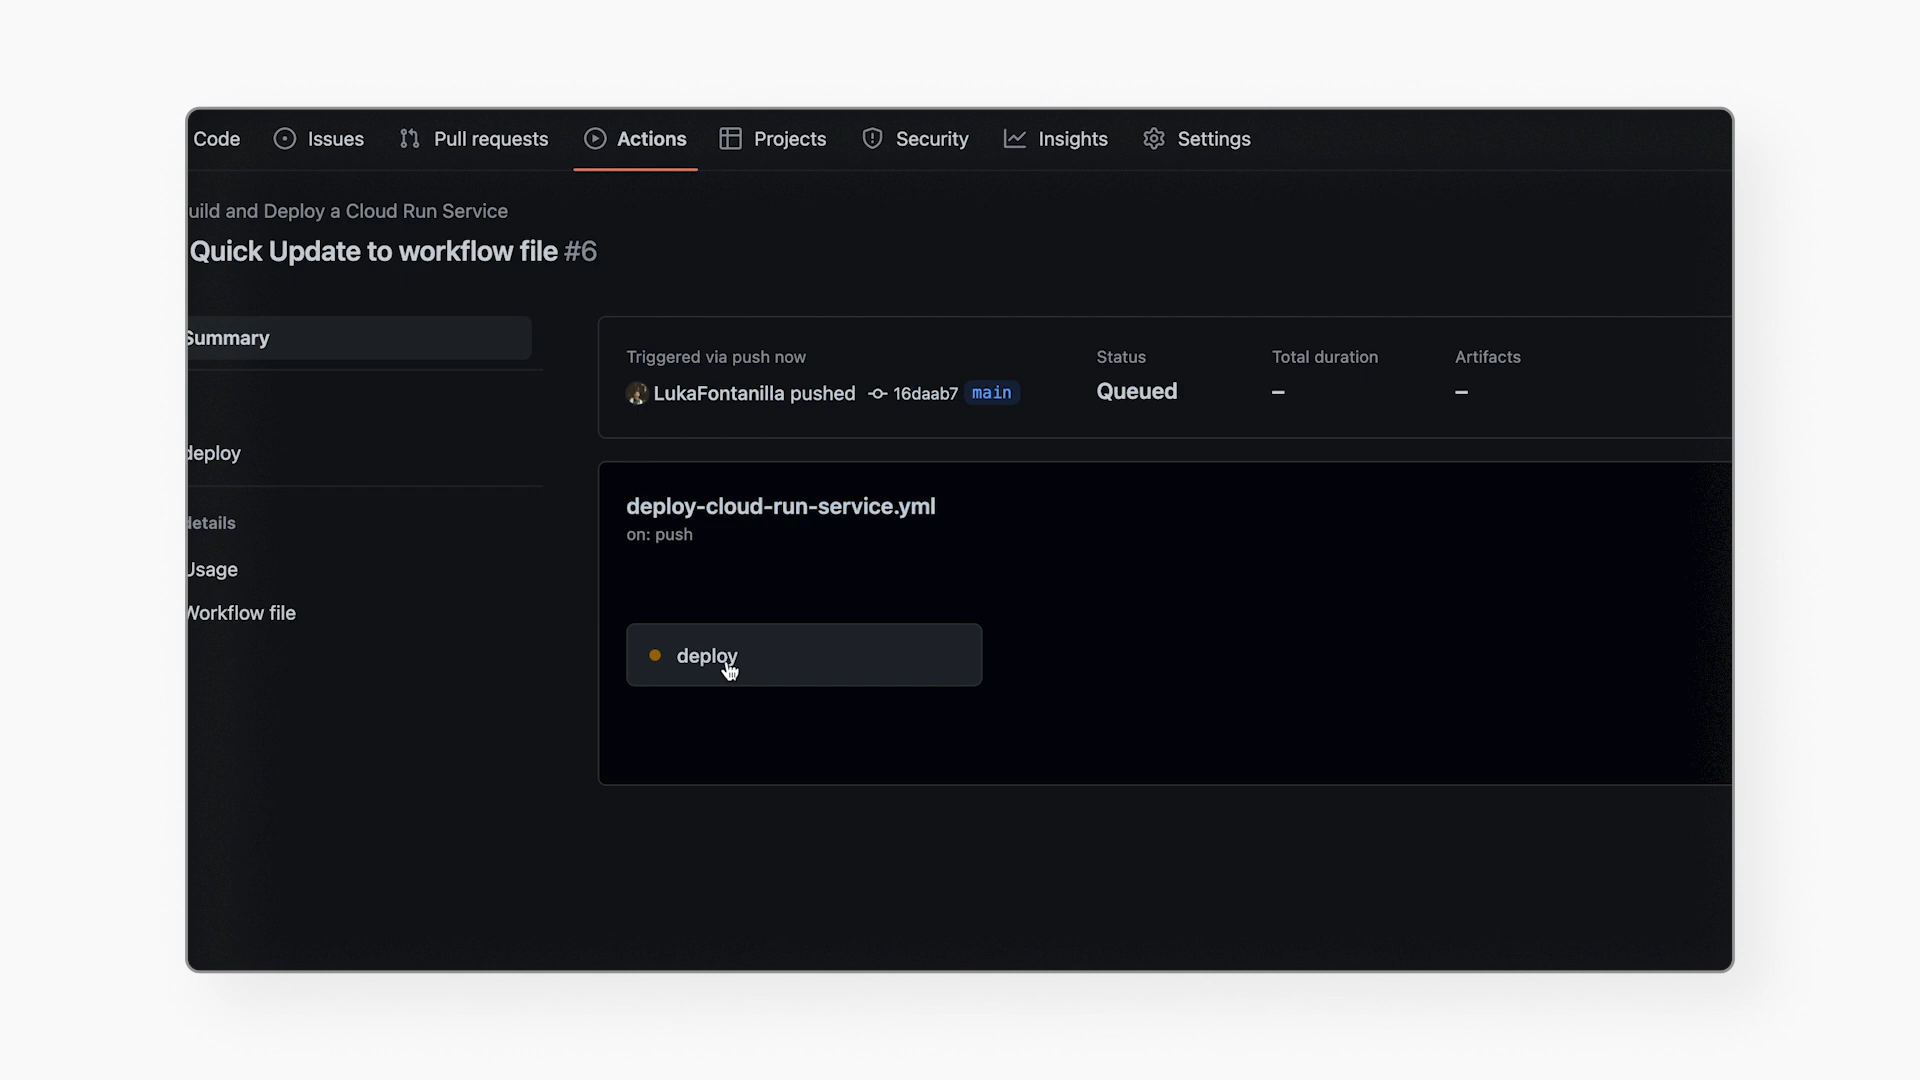 Code Issues Pull requests Actions Projects Security Insights Settings
uild and Deploy a Cloud Run Service
Quick Update to workflow file #6
Summary
Triggered via push now
LukaFontanilla pushed 16daab7 main
Status
Queued
Total duration
–
Artifacts
–
deploy
details
Usage
Workflow file
deploy-cloud-run-service.yml
on: push
deploy